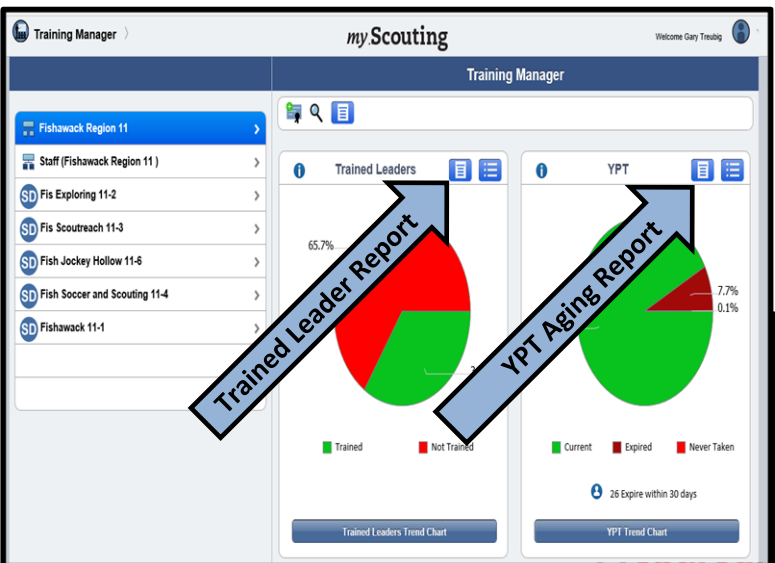 Training Manager
my.Scouting
Welcome Gary Treubig
Training Manager
Fishawack Region 11
Staff (Fishawack Region 11 )
SD Fis Exploring 11-2
SD Fis Scoutreach 11-3
SD Fish Jockey Hollow 11-6
SD Fish Soccer and Scouting 11-4
SD Fishawack 11-1
Trained Leaders
65.7%
Trained Leader Report
Trained
Not Trained
Trained Leaders Trend Chart
YPT
7.7%
0.1%
YPT Aging Report
Current
Expired
Never Taken
26 Expire within 30 days
YPT Trend Chart